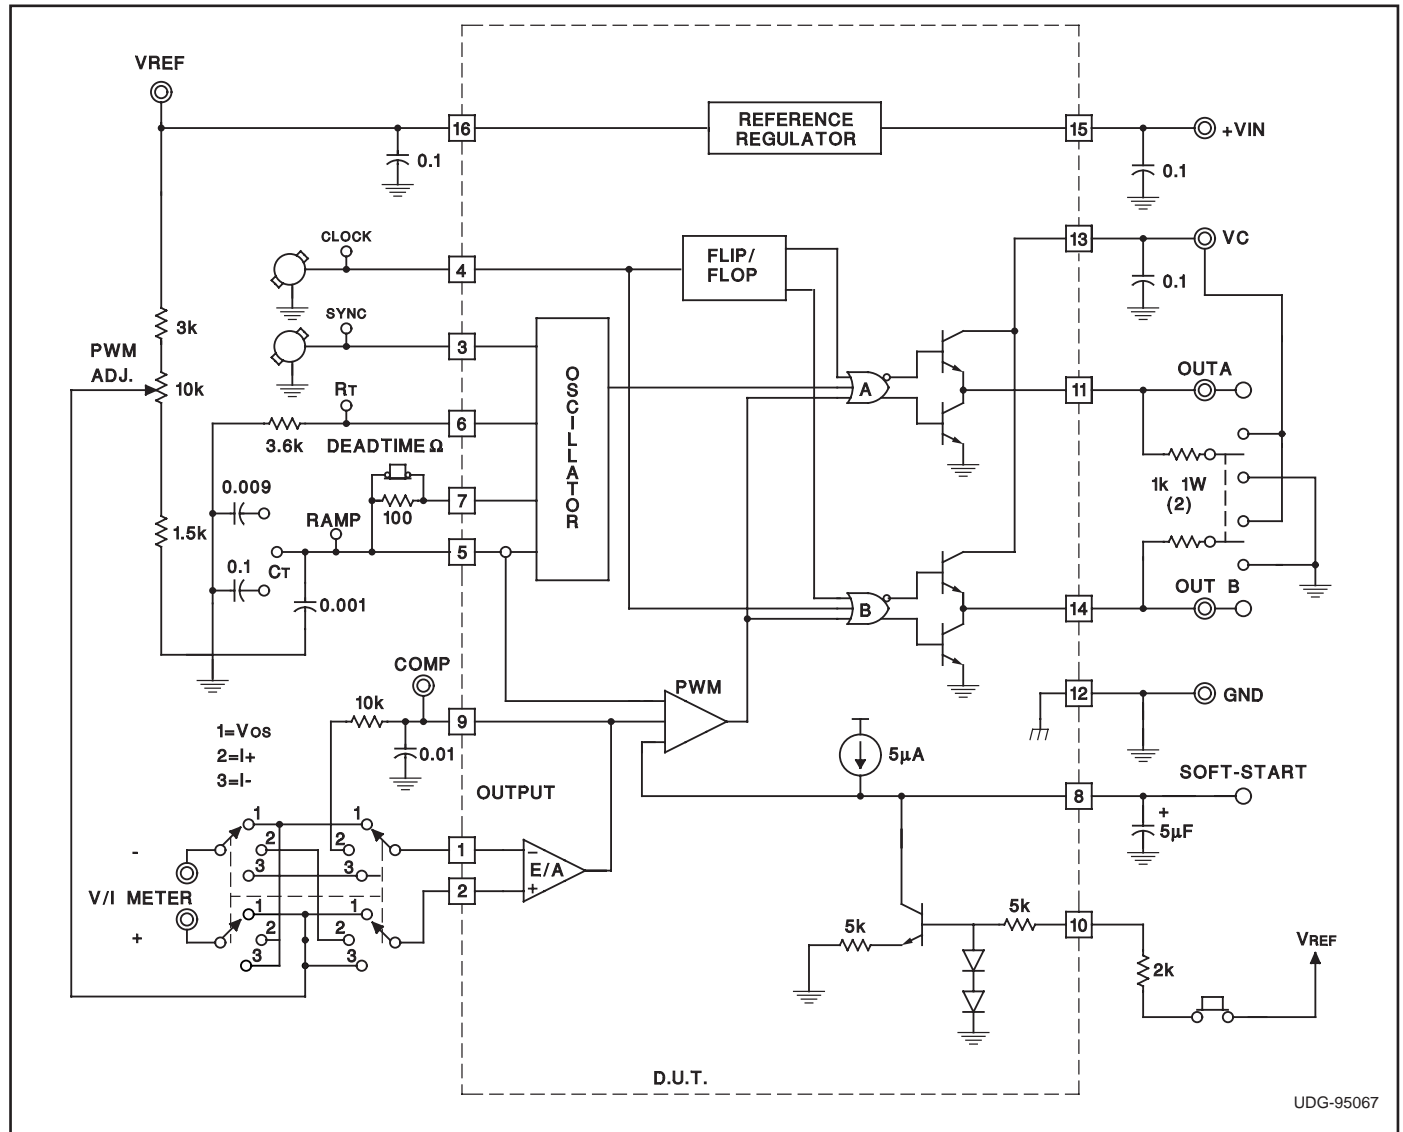 VREF
16
REFERENCE
REGULATOR
15
+VIN
0.1
0.1
CLOCK
4
FLIP/
FLOP
13
VC
0.1
SYNC
3
3k
PWM
ADJ.
10k
RT
6
3.6k
DEADTIME Ω
OSCILLATOR
A
11
OUTA
0.009
7
100
1k 1W
(2)
RAMP
1.5k
5
CT
0.1
0.001
B
14
OUT B
COMP
10k
9
PWM
12
GND
0.01
1=VOS
2=I+
3=I-
5µA
SOFT-START
8
+
5µF
OUTPUT
1
1
2
2
3
3
-
1
–
E/A
+
2
V/I METER
+
1
1
2
2
3
3
5k
5k
10
2k
VREF
D.U.T.
UDG-95067